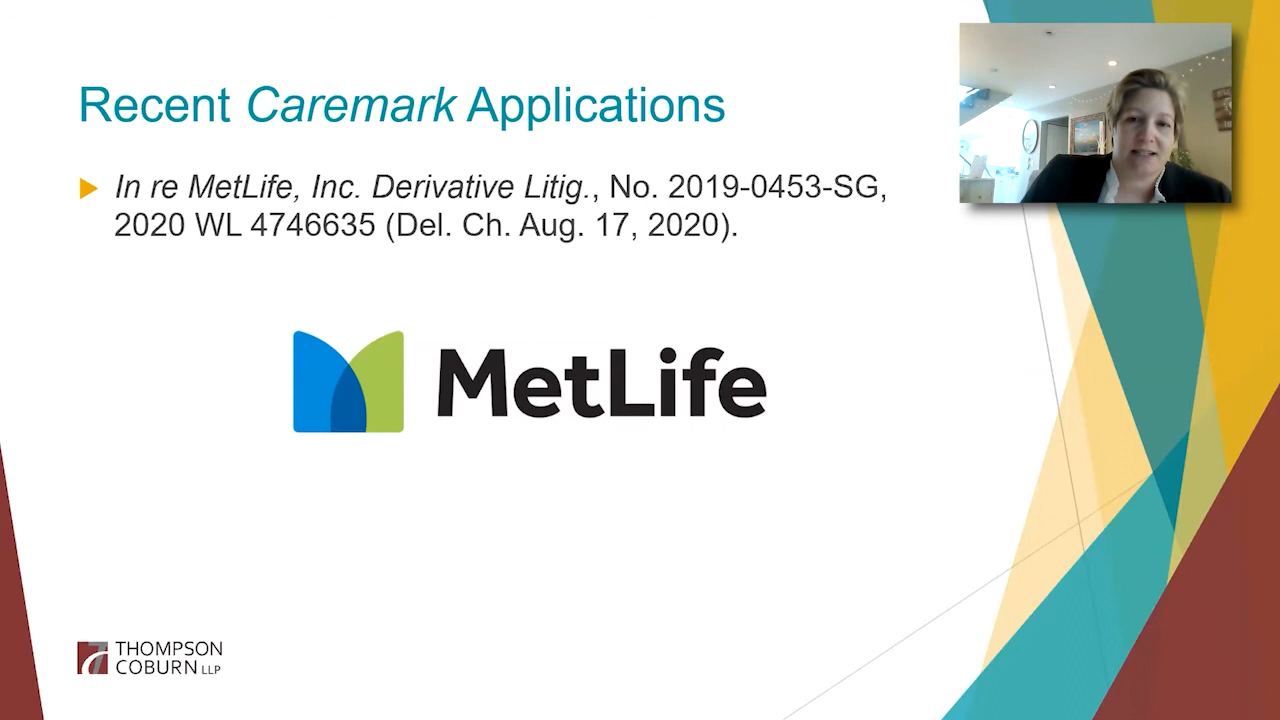 Recent Caremark Applications
In re MetLife, Inc. Derivative Litig., No. 2019-0453-SG,
2020 WL 4746635 (Del. Ch. Aug. 17, 2020).
MetLife
THOMPSON
COBURN LLP